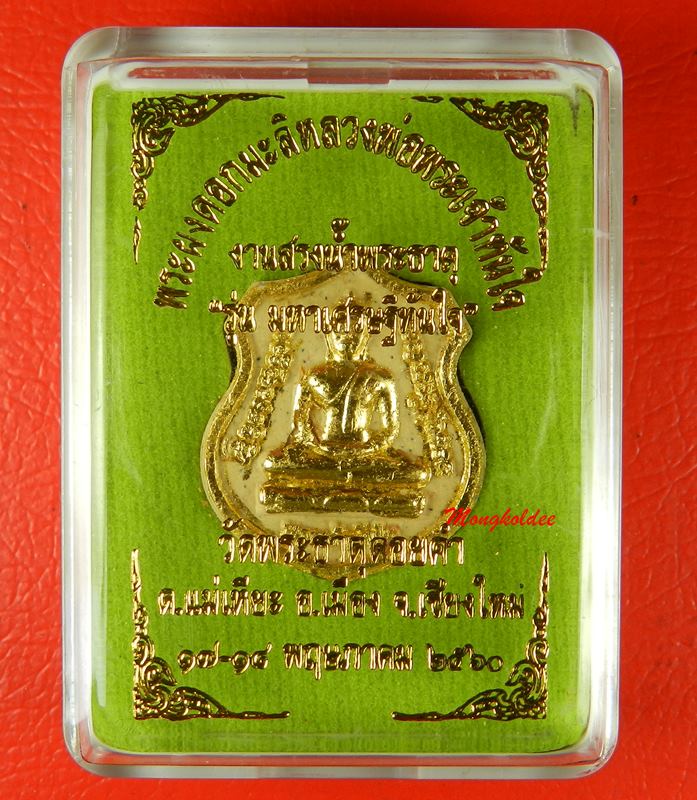 พระผงดอกมะลิหลวงพ่อพระเจ้าทันใจ
งานสรงน้ำพระธาตุ
"รุ่น มหาเศรษฐีทันใจ"
Mongkoldee
วัดพระธาตุดอยคำ
ต.แม่เหียะ อ.เมือง จ.เชียงใหม่
๑๗-๑๘ พฤษภาคม ๒๕๖๐